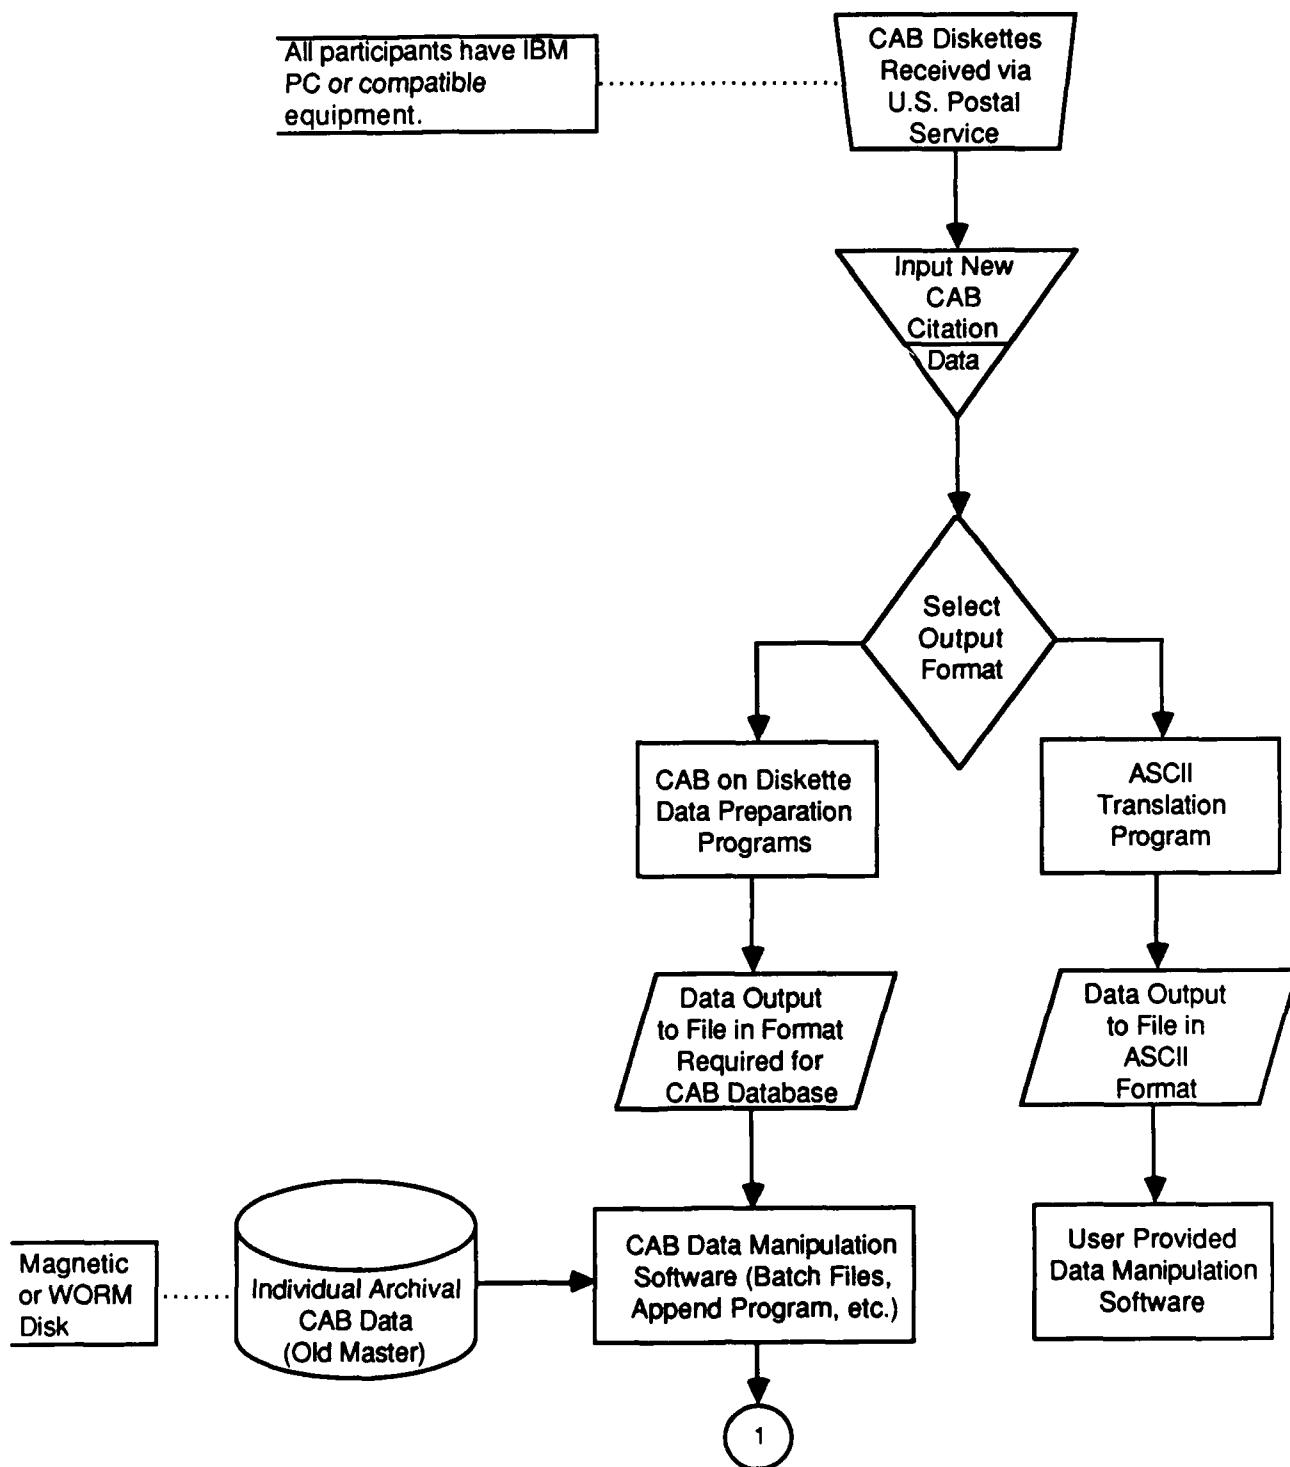 All participants have IBM
PC or compatible
equipment.
CAB Diskettes
Received via
U.S. Postal
Service
Input New
CAB
Citation
Data
Select
Output
Format
CAB on Diskette
Data Preparation
Programs
ASCII
Translation
Program
Data Output
to File in Format
Required for
CAB Database
Data Output
to File in
ASCII
Format
Magnetic
or WORM
Disk
Individual Archival
CAB Data
(Old Master)
CAB Data Manipulation
Software (Batch Files,
Append Program, etc.)
User Provided
Data Manipulation
Software
1